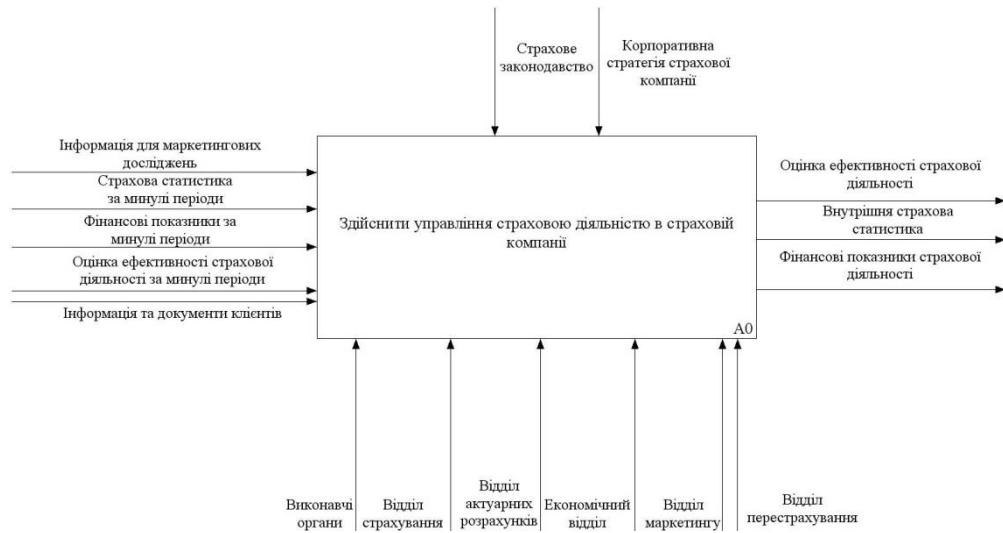 Страхове
законодавство
Корпоративна
стратегія страхової
компанії
Інформація для маркетингових
досліджень
Страхова статистика
за минулі періоди
Фінансові показники за
минулі періоди
Оцінка ефективності страхової
діяльності за минулі періоди
Інформація та документи клієнтів
Здійснити управління страховою діяльністю в страховій
компанії
А0
Оцінка ефективності страхової
діяльності
Внутрішня страхова
статистика
Фінансові показники страхової
діяльності
Виконавчі
органи
Відділ
страхування
Відділ
актуарних
розрахунків
Економічний
відділ
Відділ
маркетингу
Відділ
перестрахування